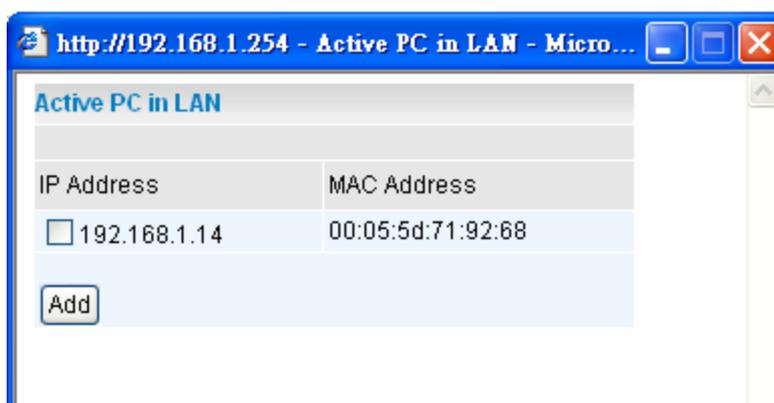 http://192.168.1.254 - Active PC in LAN - Micro...
Active PC in LAN
IP Address MAC Address
192.168.1.14 00:05:5d:71:92:68
Add